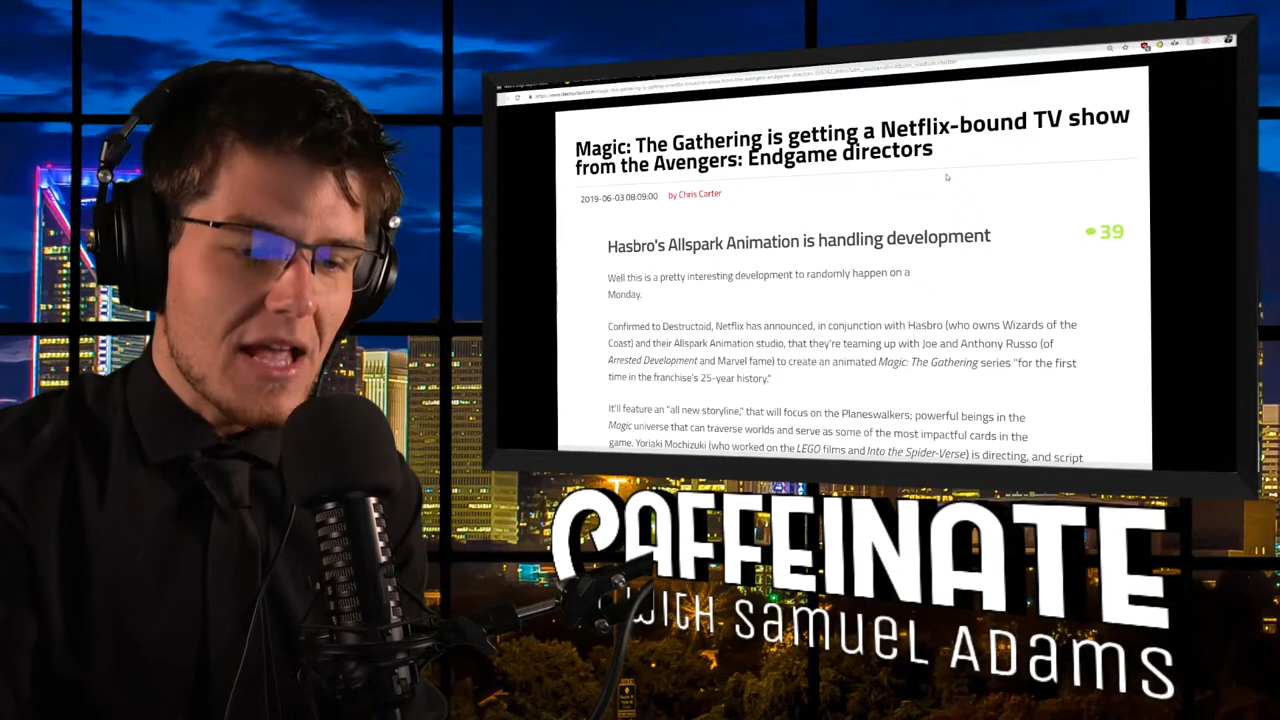 Magic: The Gathering is getting a Netflix-bound TV show
from the Avengers: Endgame directors
2019-06-03 08:09:00 by Chris Carter
39
Hasbro's Allspark Animation is handling development
Well this is a pretty interesting development to randomly happen on a
Monday.
Confirmed to Destructoid, Netflix has announced, in conjunction with Hasbro (who owns Wizards of the
Coast) and their Allspark Animation studio, that they're teaming up with Joe and Anthony Russo (of
Arrested Development and Marvel fame) to create an animated Magic: The Gathering series "for the first
time in the franchise's 25-year history."
It'll feature an "all new storyline," that will focus on the Planeswalkers; powerful beings in the
Magic universe that can traverse worlds and serve as some of the most impactful cards in the
game. Yoriaki Mochizuki (who worked on the LEGO films and Into the Spider-Verse) is directing, and script
CAFFEINATE
WITH SAMUEL ADAMS